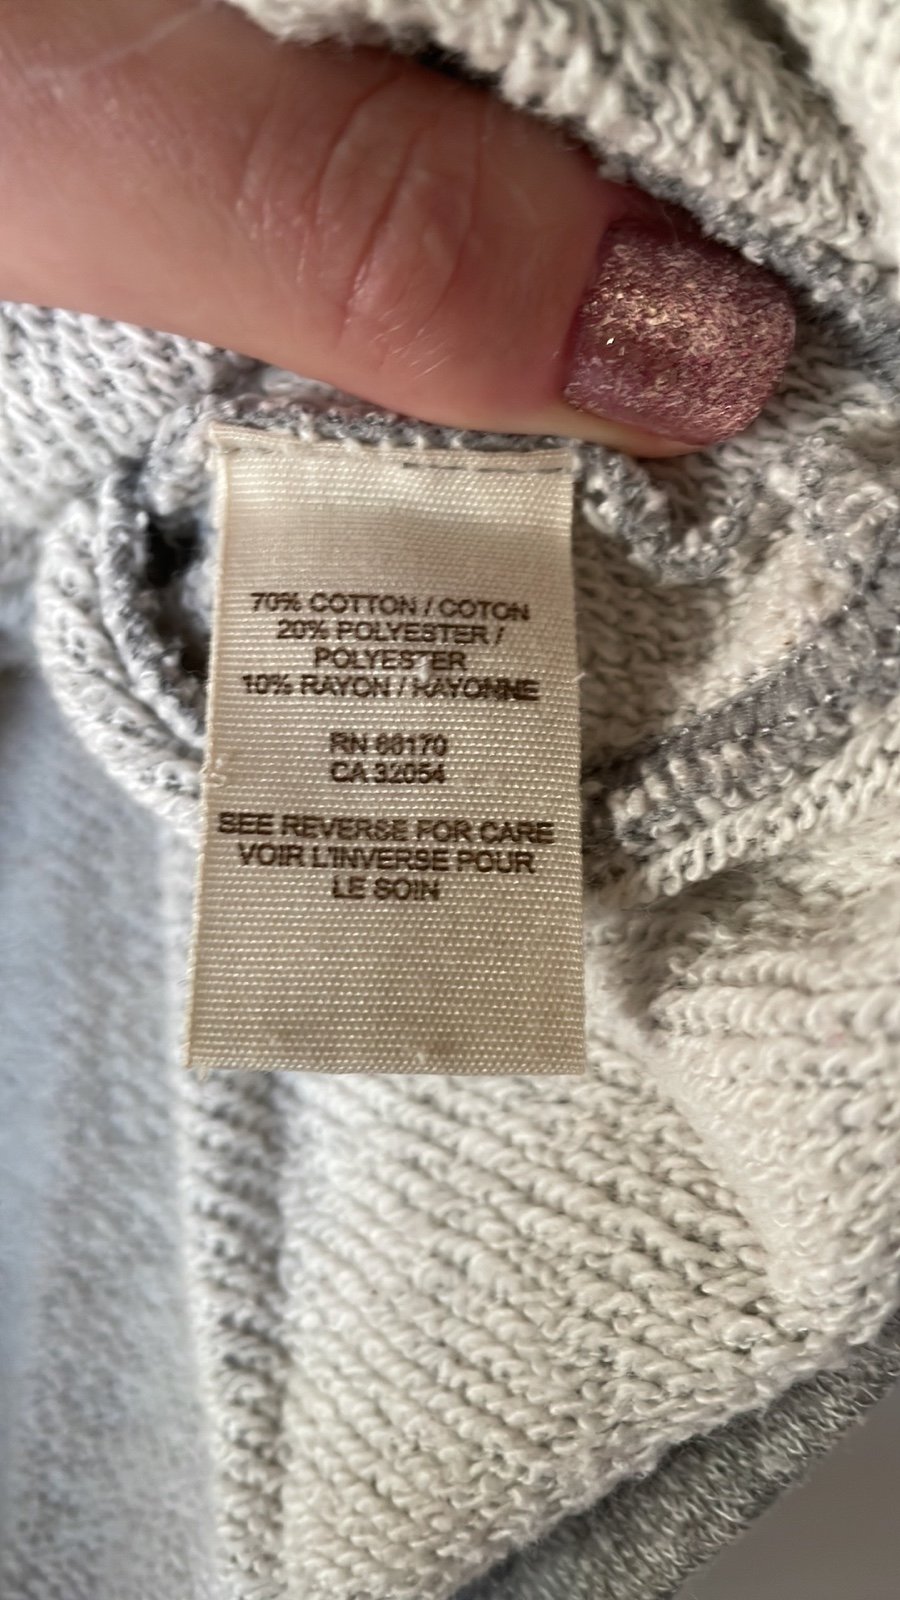 70% COTTON / COTON
20% POLYESTER /
POLYESTER
10% RAYON / RAYONNE
RN 66170
CA 32054
SEE REVERSE FOR CARE
VOIR L'INVERSE POUR
LE SOIN